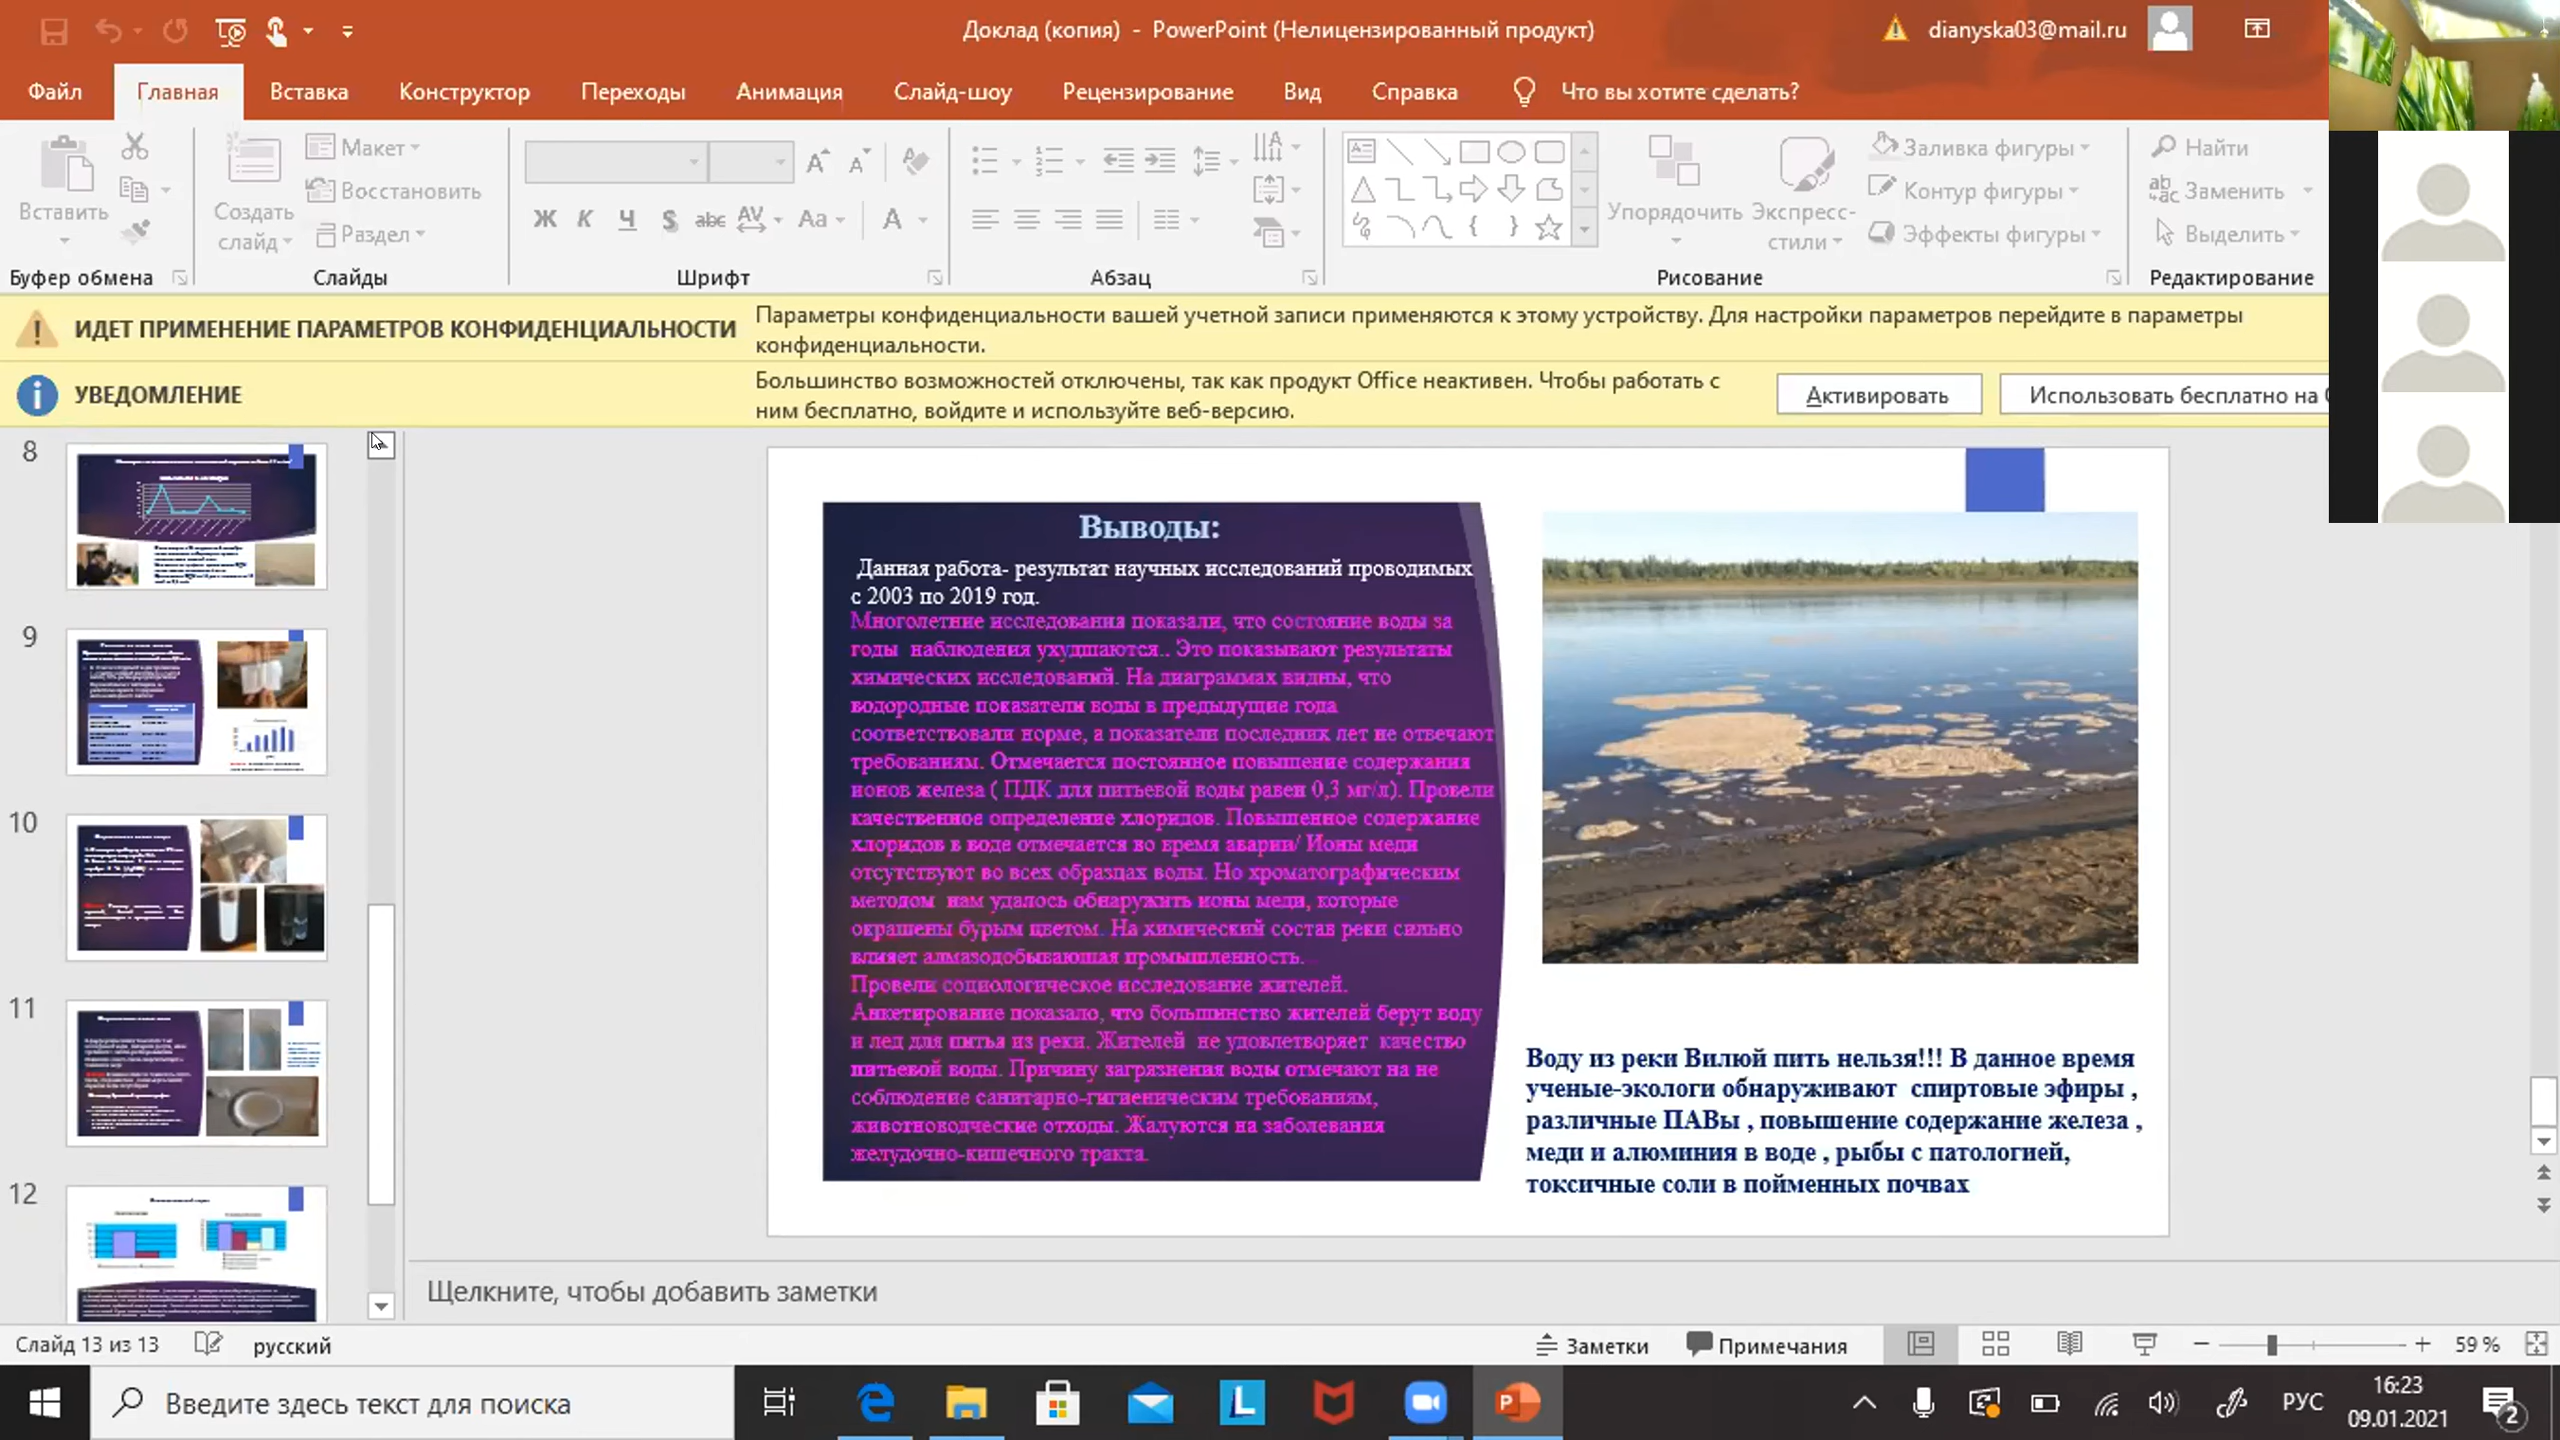 Доклад (копия) - PowerPoint (Нелицензированный продукт)
dianyska03@mail.ru
Файл Главная Вставка Конструктор Переходы Анимация Слайд-шоу Рецензирование Вид Справка Что вы хотите сделать?
Вставить
Создать слайд
Макет
Восстановить
Раздел
Ж К Ч S abc AV Aa А
Упорядочить
Экспресс-стили
Заливка фигуры
Контур фигуры
Эффекты фигуры
Найти
Заменить
Выделить
Буфер обмена Слайды Шрифт Абзац Рисование Редактирование
ИДЕТ ПРИМЕНЕНИЕ ПАРАМЕТРОВ КОНФИДЕНЦИАЛЬНОСТИ
Параметры конфиденциальности вашей учетной записи применяются к этому устройству. Для настройки параметров перейдите в параметры
конфиденциальности.
УВЕДОМЛЕНИЕ
Большинство возможностей отключены, так как продукт Office неактивен. Чтобы работать с
ним бесплатно, войдите и используйте веб-версию.
Активировать
Использовать бесплатно на
8
9
10
11
12
Выводы:
Данная работа- результат научных исследований проводимых
с 2003 по 2019 год.
Многолетние исследования показали, что состояние воды за
годы наблюдения ухудшаются.. Это показывают результаты
химических исследований. На диаграммах видны, что
водородные показатели воды в предыдущие года
соответствовали норме, а показатели последних лет не отвечают
требованиям. Отмечается постоянное повышение содержания
ионов железа ( ПДК для питьевой воды равен 0,3 мг/л). Провели
качественное определение хлоридов. Повышенное содержание
хлоридов в воде отмечается во время аварии/ Ионы меди
отсутствуют во всех образцах воды. Но хроматографическим
методом нам удалось обнаружить ионы меди, которые
окрашены бурым цветом. На химический состав реки сильно
влияет алмазодобывающая промышленность.
Провели социологическое исследование жителей.
Анкетирование показало, что большинство жителей берут воду
и лед для питья из реки. Жителей не удовлетворяет качество
питьевой воды. Причину загрязнения воды отмечают на не
соблюдение санитарно-гигиеническим требованиям,
животноводческие отходы. Жалуются на заболевания
желудочно-кишечного тракта.
Воду из реки Вилюй пить нельзя!!! В данное время
ученые-экологи обнаруживают спиртовые эфиры ,
различные ПАВы , повышение содержание железа ,
меди и алюминия в воде , рыбы с патологией,
токсичные соли в пойменных почвах
Щелкните, чтобы добавить заметки
Слайд 13 из 13 русский Заметки Примечания 59 %
Введите здесь текст для поиска
РУС
16:23
09.01.2021
2